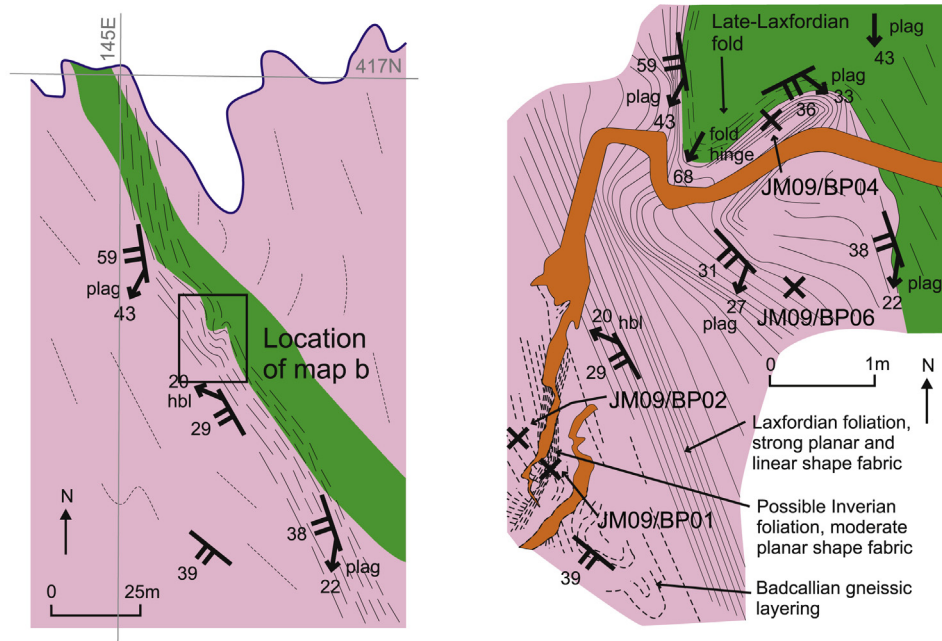 145E
417N
59
plag
43
Location
of map b
20
hbl
29
N
38
39
plag
22
0
25m
Late-Laxfordian
fold
plag
43
59
plag
43
plag
33
36
fold
hinge
68
JM09/BP04
38
31
27
plag
plag
22
JM09/BP06
20
hbl
0
1m
N
29
JM09/BP02
Laxfordian foliation,
strong planar and
linear shape fabric
JM09/BP01
Possible Inverian
foliation, moderate
planar shape fabric
39
Badcallian gneissic
layering